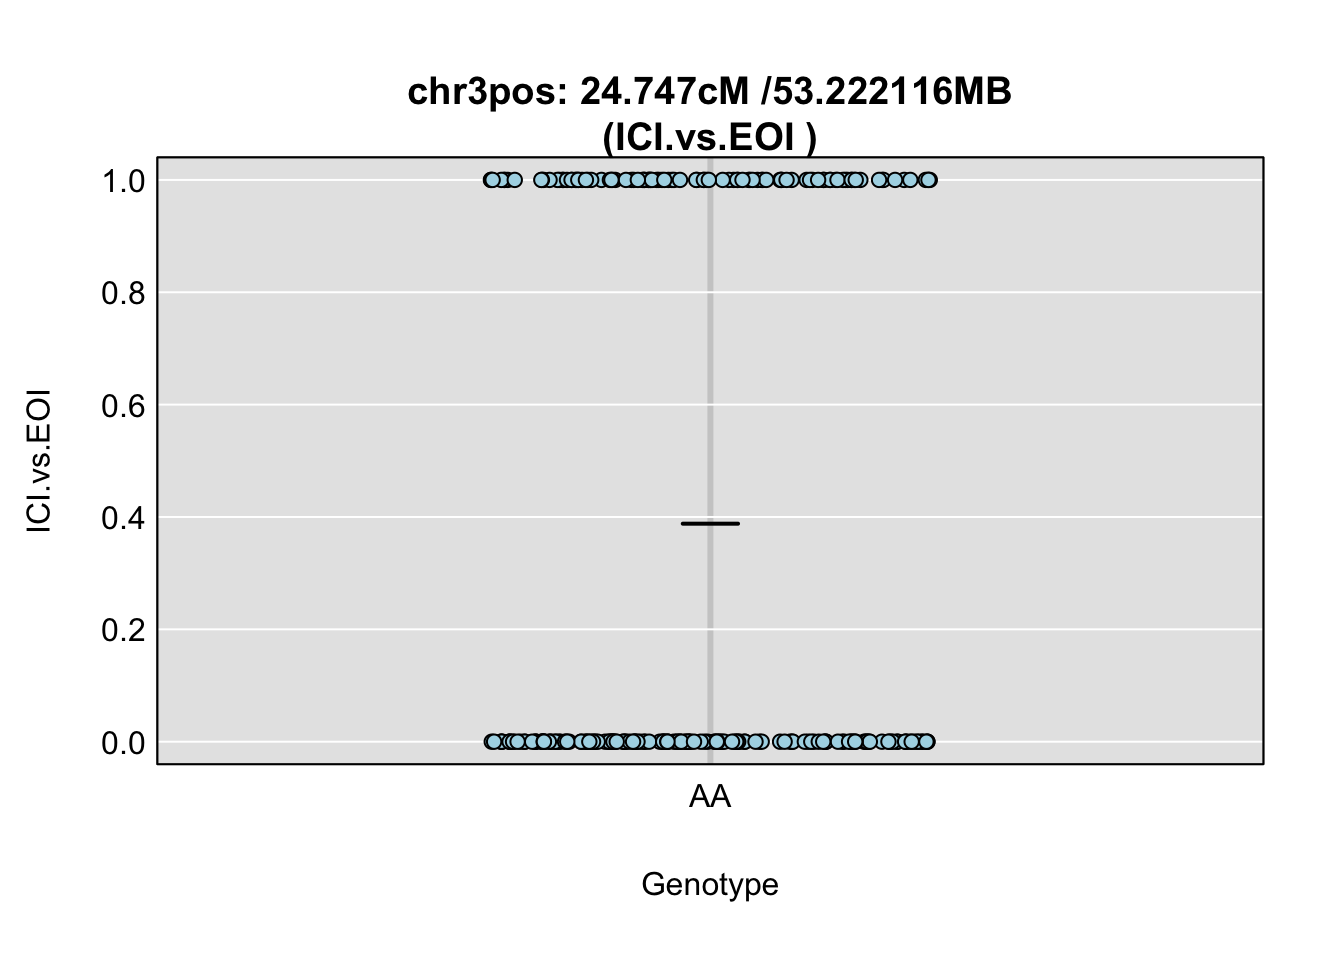 chr3pos: 24.747cM /53.222116MB
(ICI.vs.EOI )
ICI.vs.EOI
1.0
0.8
0.6
0.4
0.2
0.0
AA
Genotype